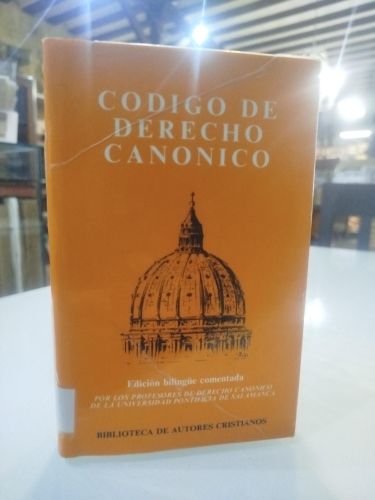 CODIGO DE
DERECHO
CANONICO
Edición bilingüe comentada
POR LOS PROFESORES DE DERECHO CANONICO
DE LA UNIVERSIDAD PONTIFICIA DE SALAMANCA
BIBLIOTECA DE AUTORES CRISTIANOS